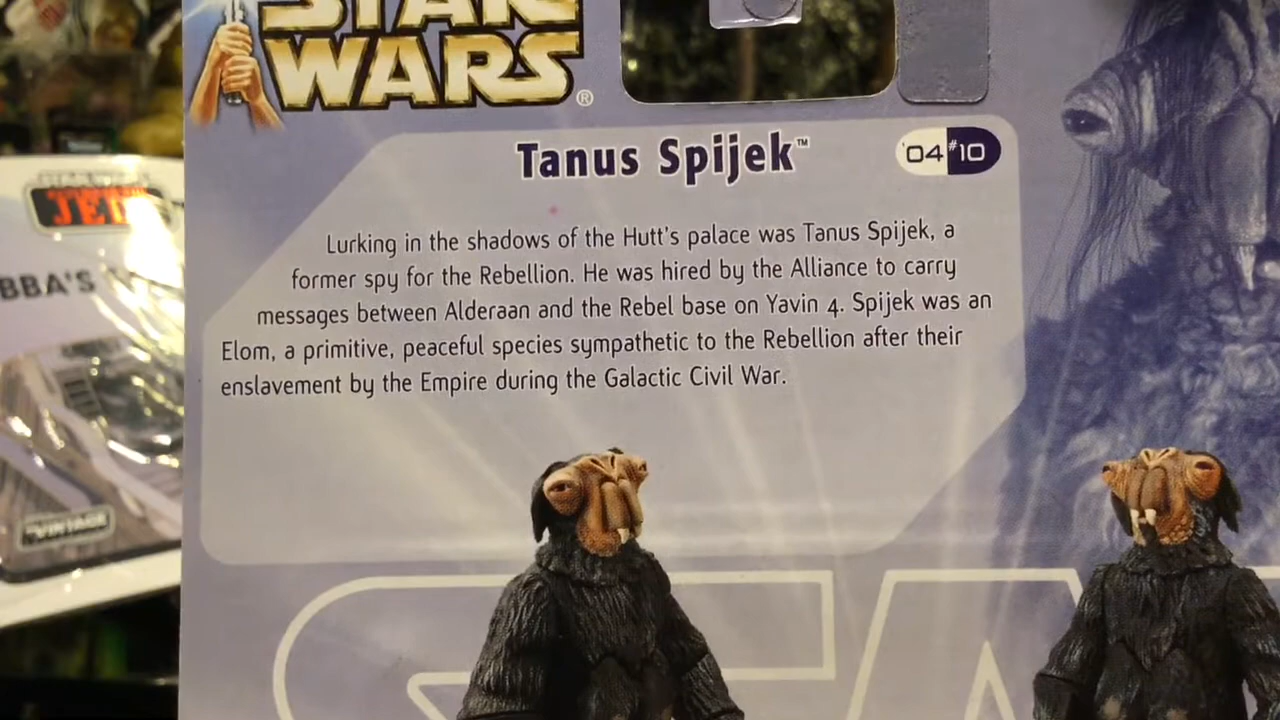 STAR
WARS®
Tanus Spijek™
'04 #10
Lurking in the shadows of the Hutt's palace was Tanus Spijek, a
former spy for the Rebellion. He was hired by the Alliance to carry
messages between Alderaan and the Rebel base on Yavin 4. Spijek was an
Elom, a primitive, peaceful species sympathetic to the Rebellion after their
enslavement by the Empire during the Galactic Civil War.
STAR WARS
JEDI
BBA'S
VINTAGE